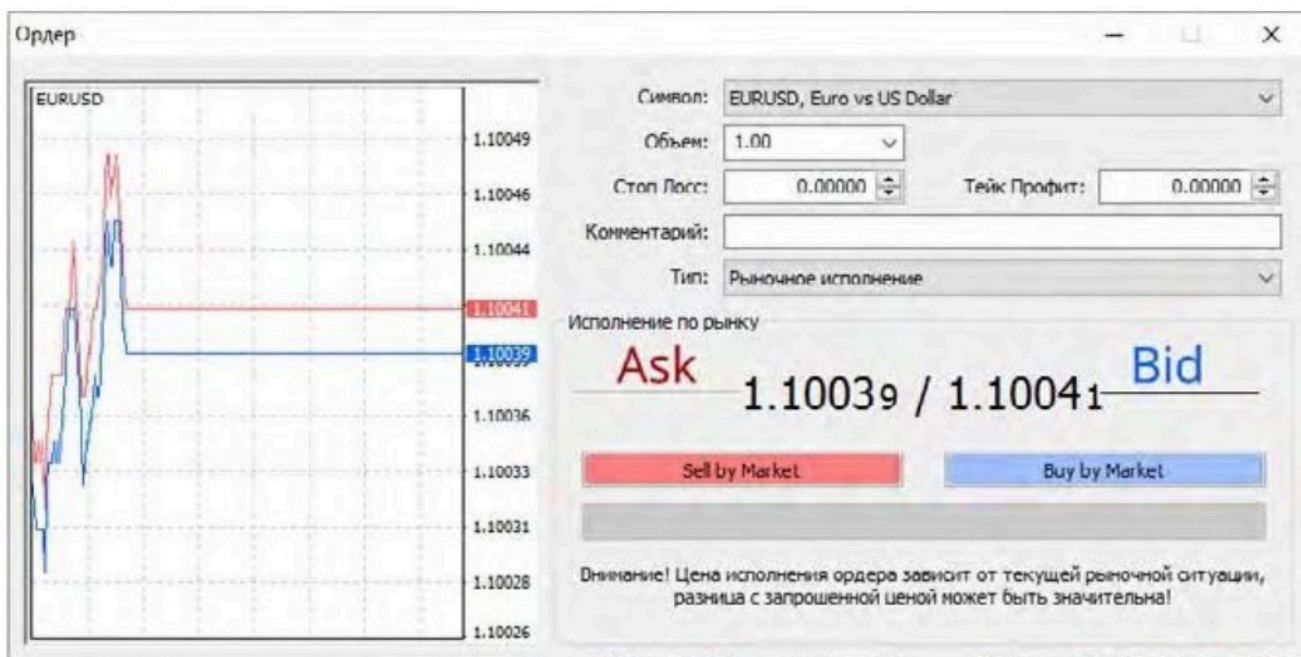 Ордер
EURUSD
1.10049
1.10046
1.10044
1.10041
1.10039
1.10036
1.10033
1.10031
1.10028
1.10026
Символ: EURUSD, Euro vs US Dollar
Объем: 1.00
Стоп Лосс: 0.00000 Тейк Профит: 0.00000
Комментарий:
Тип: Рыночное исполнение
Исполнение по рынку
Ask 1.10039 / 1.10041 Bid
Sell by Market Buy by Market
Внимание! Цена исполнения ордера зависит от текущей рыночной ситуации,
разница с запрошенной ценой может быть значительна!